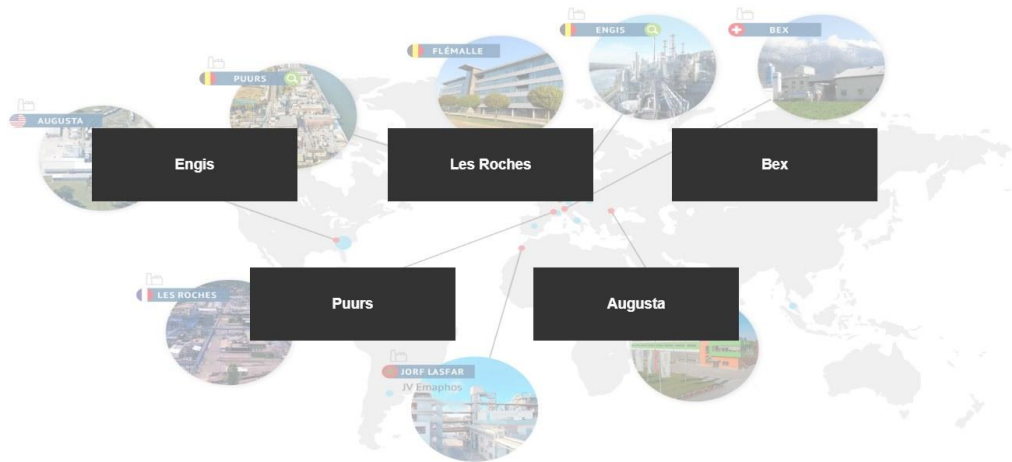 ENGIS
BEX
FLÉMALLE
PUURS
AUGUSTA
Engis
Les Roches
Bex
LES ROCHES
Puurs
Augusta
JORF LASFAR
JV Emaphos